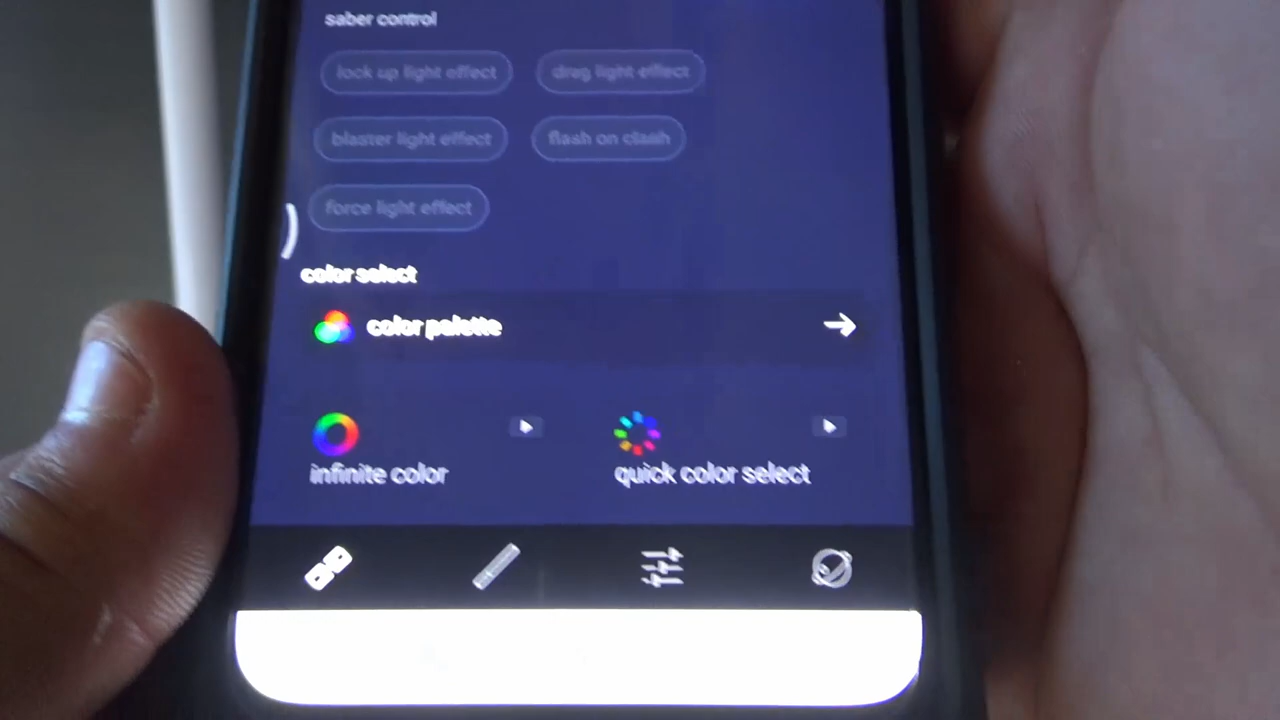 saber control
lock up light effect drag light effect
blaster light effect flash on clash
force light effect
color select
color palette
infinite color quick color select